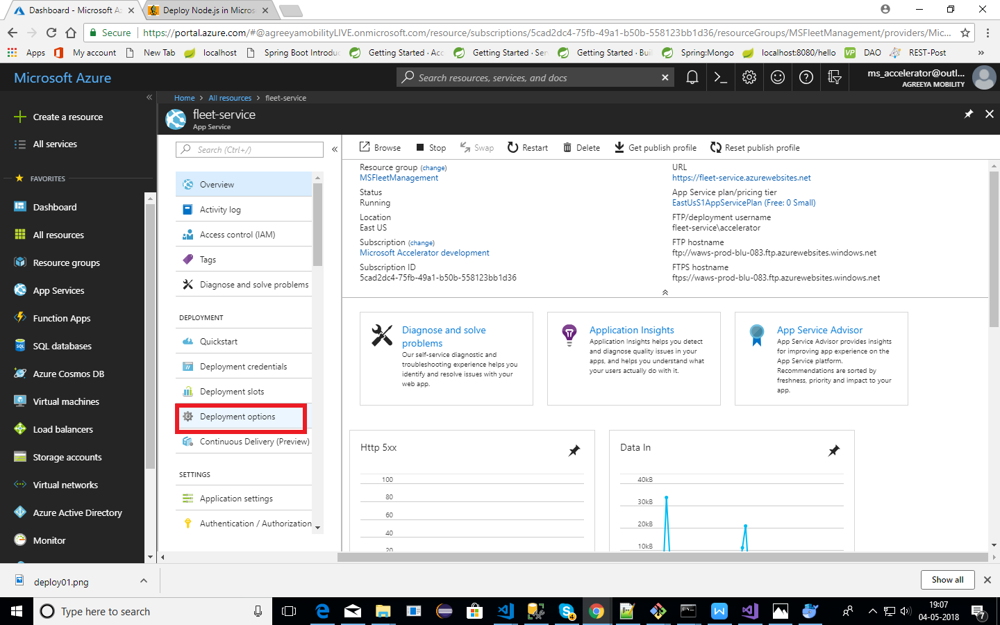 Dashboard - Microsoft A
Deploy Node.js in Micros
Secure
https://portal.azure.com/#@agreeyamobilityLIVE.onmicrosoft.com/resource/subscriptions/5cad2dc4-75fb-49a1-b50b-558123bb1d36/resourceGroups/MSFleetManagement/providers/Mic...
Apps
My account
New Tab
localhost
Spring Boot Introduc
Getting Started · Acc
Getting Started · Ser
Getting Started · Buil
Spring:Mongo
localhost:8080/hello
VP
DAO
REST-Post
»
Microsoft Azure
Search resources, services, and docs
ms_accelerator@outl...
AGREEYA MOBILITY
Create a resource
All services
FAVORITES
Dashboard
All resources
Resource groups
App Services
Function Apps
SQL
SQL databases
Azure Cosmos DB
Virtual machines
Load balancers
Storage accounts
Virtual networks
Azure Active Directory
Monitor
Home > All resources > fleet-service
fleet-service
App Service
Search (Ctrl+/)
Overview
Activity log
Access control (IAM)
Tags
Diagnose and solve problems
DEPLOYMENT
Quickstart
Deployment credentials
Deployment slots
Deployment options
Continuous Delivery (Preview)
SETTINGS
Application settings
Authentication / Authorization
Browse
Stop
Swap
Restart
Delete
Get publish profile
Reset publish profile
Resource group (change)
MSFleetManagement
Status
Running
Location
East US
Subscription (change)
Microsoft Accelerator development
Subscription ID
5cad2dc4-75fb-49a1-b50b-558123bb1d36
URL
https://fleet-service.azurewebsites.net
App Service plan/pricing tier
EastUsS1AppServicePlan (Free: 0 Small)
FTP/deployment username
fleet-service\accelerator
FTP hostname
ftp://waws-prod-blu-083.ftp.azurewebsites.windows.net
FTPS hostname
ftps://waws-prod-blu-083.ftp.azurewebsites.windows.net
Diagnose and solve
problems
Our self-service diagnostic and
troubleshooting experience helps you
identify and resolve issues with your
web app.
Application Insights
Application Insights helps you detect
and diagnose quality issues in your
apps, and helps you understand what
your users actually do with it.
App Service Advisor
App Service Advisor provides insights
for improving app experience on the
App Service platform.
Recommendations are sorted by
freshness, priority and impact to your
app.
Http 5xx
100
80
60
40
20
Data In
40kB
30kB
20kB
10kB
deploy01.png
Show all
Type here to search
4
19:07
04-05-2018
7